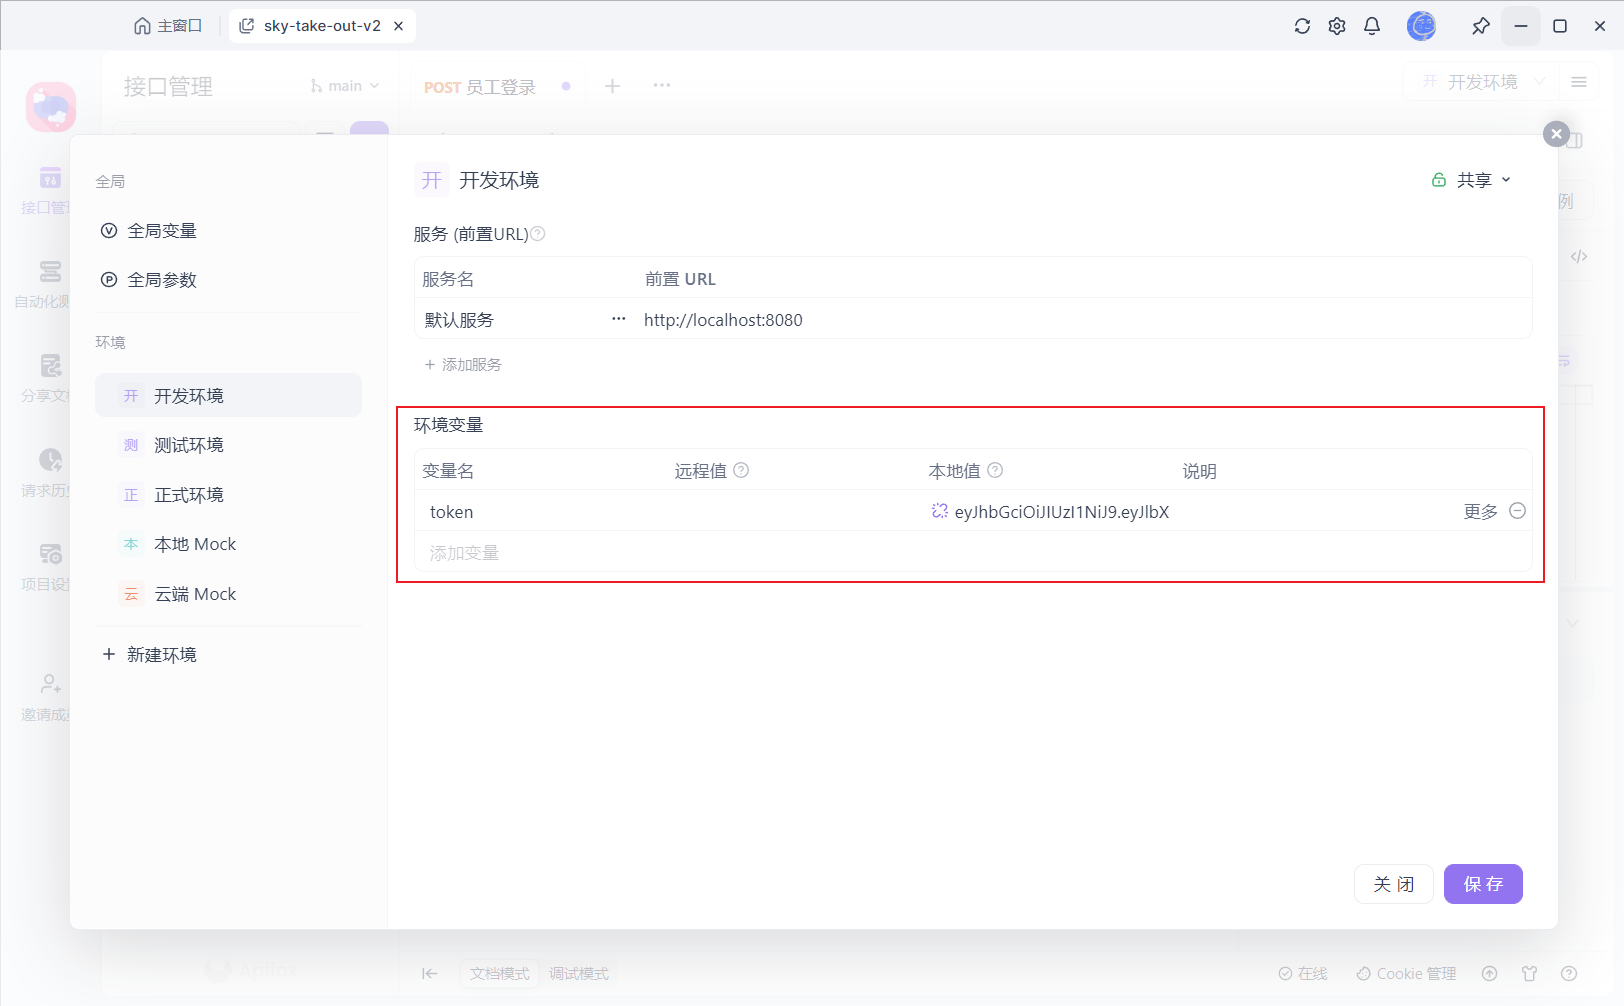 主窗口
sky-take-out-v2
接口管理
main
POST 员工登录
开 开发环境
接口管
自动化测
分享文
请求历
项目设
邀请成
例
全局
全局变量
全局参数
环境
开 开发环境
测 测试环境
正 正式环境
本 本地 Mock
云 云端 Mock
+ 新建环境
开 开发环境
共享
服务 (前置URL)
服务名 前置 URL
默认服务 ··· http://localhost:8080
+ 添加服务
环境变量
变量名 远程值 本地值 说明
token eyJhbGciOiJIUzI1NiJ9.eyJlbX 更多
添加变量
关 闭 保 存
Apifox
文档模式 调试模式
在线 Cookie 管理